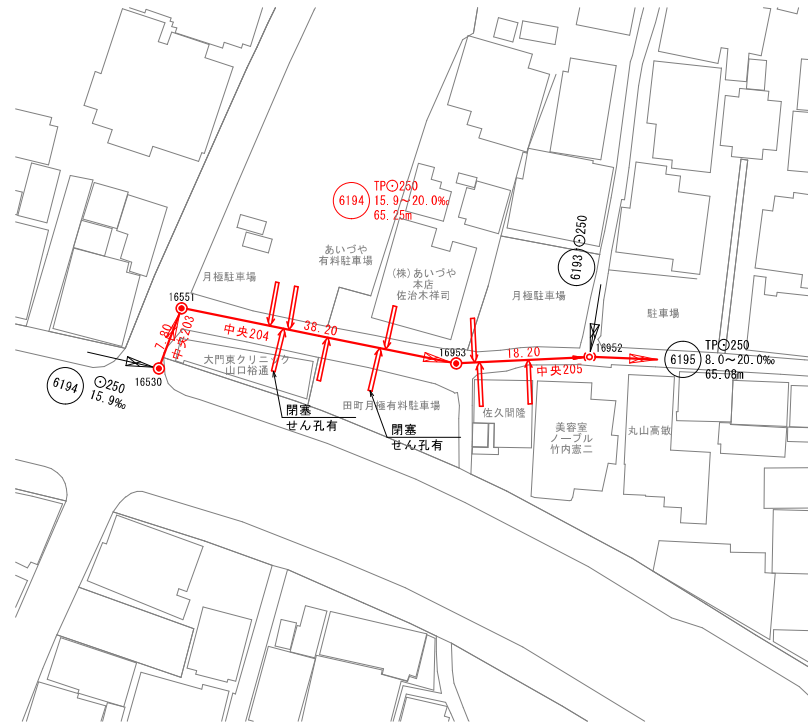 6194
TP⊙250
15.9～20.0‰
65.25m
6193
⊙250
あいづや
有料駐車場
月極駐車場
(株)あいづや
本店
佐治木祥司
月極駐車場
駐車場
16551
7.80
中央203
中央204
38.20
16953
18.20
中央205
16952
6195
TP⊙250
8.0～20.0‰
65.08m
16530
6194
⊙250
15.9‰
大門東クリニック
山口裕通
閉塞
せん孔有
田町月極有料駐車場
閉塞
せん孔有
佐久間隆
美容室
ノーブル
竹内憲二
丸山高敏